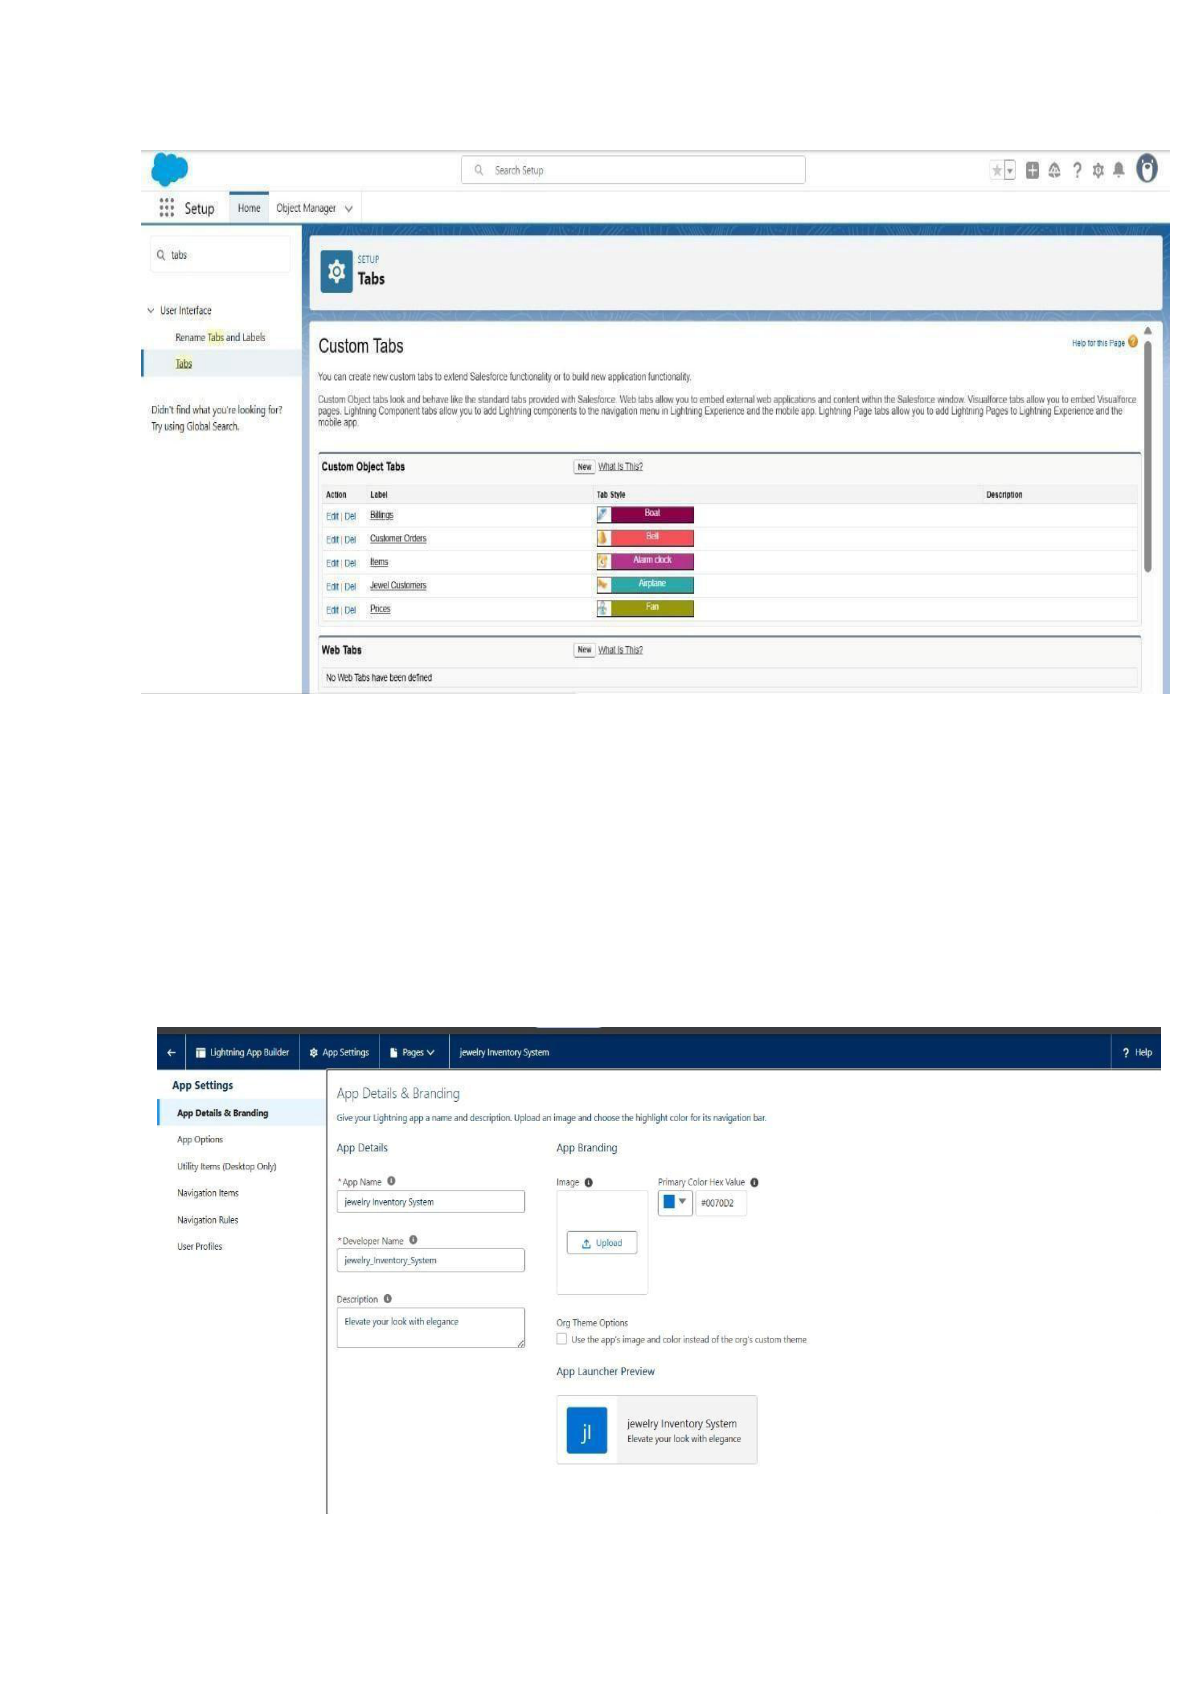 Search Setup
Setup Home Object Manager
tabs
SETUP
Tabs
User Interface
Rename Tabs and Labels
Tabs
Didn't find what you're looking for?
Try using Global Search.
Custom Tabs
Help for this Page
You can create new custom tabs to extend Salesforce functionality or to build new application functionality.
Custom Object tabs look and behave like the standard tabs provided with Salesforce. Web tabs allow you to embed external web applications and content within the Salesforce window. Visualforce tabs allow you to embed Visualforce
pages. Lightning Component tabs allow you to add Lightning components to the navigation menu in Lightning Experience and the mobile app. Lightning Page tabs allow you to add Lightning Pages to Lightning Experience and the
mobile app.
Custom Object Tabs New What Is This?
Action Label Tab Style Description
Edit | Del Billings Boat
Edit | Del Customer Orders Bell
Edit | Del Items Alarm clock
Edit | Del Jewel Customers Airplane
Edit | Del Prices Fan
Web Tabs New What Is This?
No Web Tabs have been defined
Lightning App Builder App Settings Pages jewelry Inventory System ? Help
App Settings
App Details & Branding
App Options
Utility Items (Desktop Only)
Navigation Items
Navigation Rules
User Profiles
App Details & Branding
Give your Lightning app a name and description. Upload an image and choose the highlight color for its navigation bar.
App Details
*App Name
jewelry Inventory System
*Developer Name
jewelry_Inventory_System
Description
Elevate your look with elegance
App Branding
Image Primary Color Hex Value
#0070D2
Upload
Org Theme Options
Use the app's image and color instead of the org's custom theme
App Launcher Preview
jI
jewelry Inventory System
Elevate your look with elegance